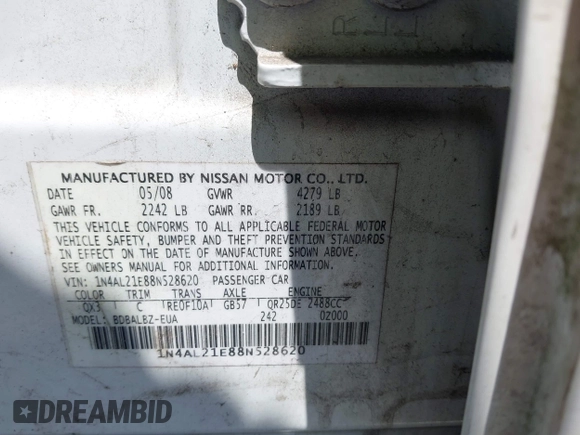 MANUFACTURED BY NISSAN MOTOR CO., LTD.
DATE 05/08 GVWR 4279 LB
GAWR FR. 2242 LB GAWR RR. 2189 LB
THIS VEHICLE CONFORMS TO ALL APPLICABLE FEDERAL MOTOR
VEHICLE SAFETY, BUMPER AND THEFT PREVENTION STANDARDS
IN EFFECT ON THE DATE OF MANUFACTURE SHOWN ABOVE.
SEE OWNERS MANUAL FOR ADDITIONAL INFORMATION.
VIN: 1N4AL21E88N528620 PASSENGER CAR
COLOR TRIM TRANS AXLE ENGINE
QX3 C RE0F10A GB57 QR25DE 2488CC
MODEL: BDBALBZ-EUA 242 0Z000
1N4AL21E88N528620
DREAMBID